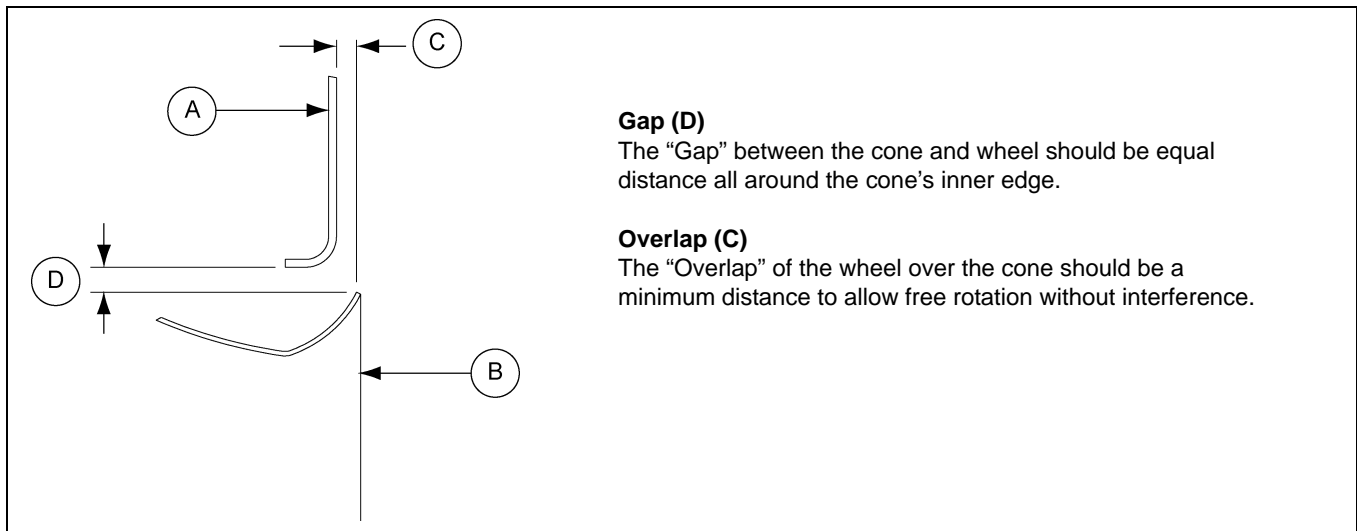 C
A
Gap (D)
The “Gap” between the cone and wheel should be equal
distance all around the cone’s inner edge.
Overlap (C)
The “Overlap” of the wheel over the cone should be a
minimum distance to allow free rotation without interference.
D
B